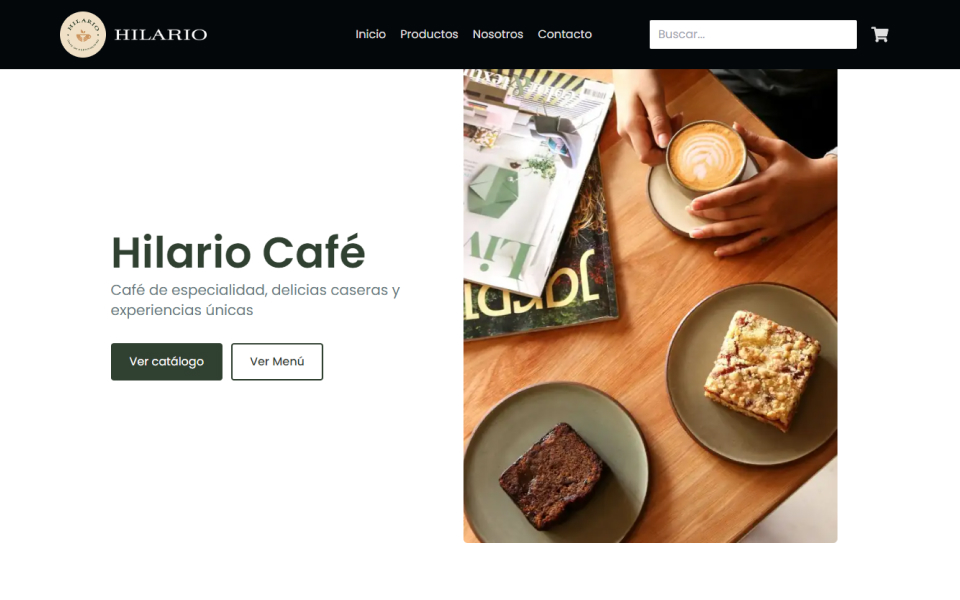 HILARIO
HILARIO
Inicio Productos Nosotros Contacto
Buscar...
Hilario Café
Café de especialidad, delicias caseras y
experiencias únicas
Ver catálogo
Ver Menú
Liv